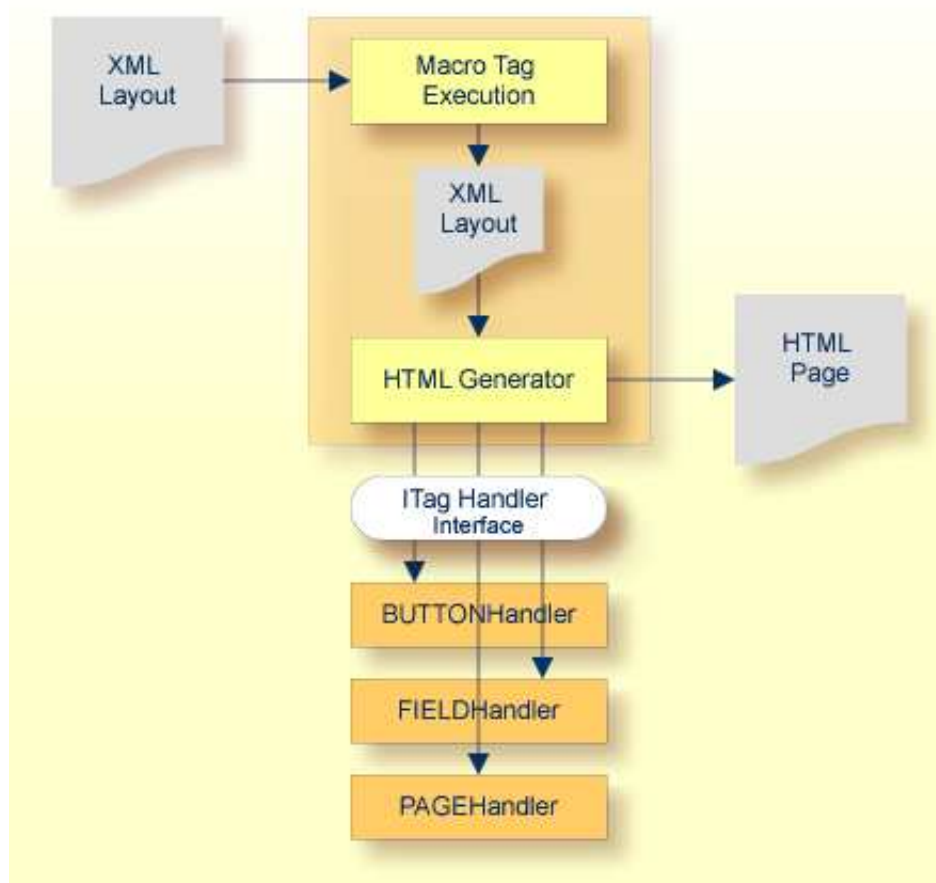 XML
Layout
Macro Tag
Execution
XML
Layout
HTML Generator
HTML
Page
ITag Handler
Interface
BUTTONHandler
FIELDHandler
PAGEHandler